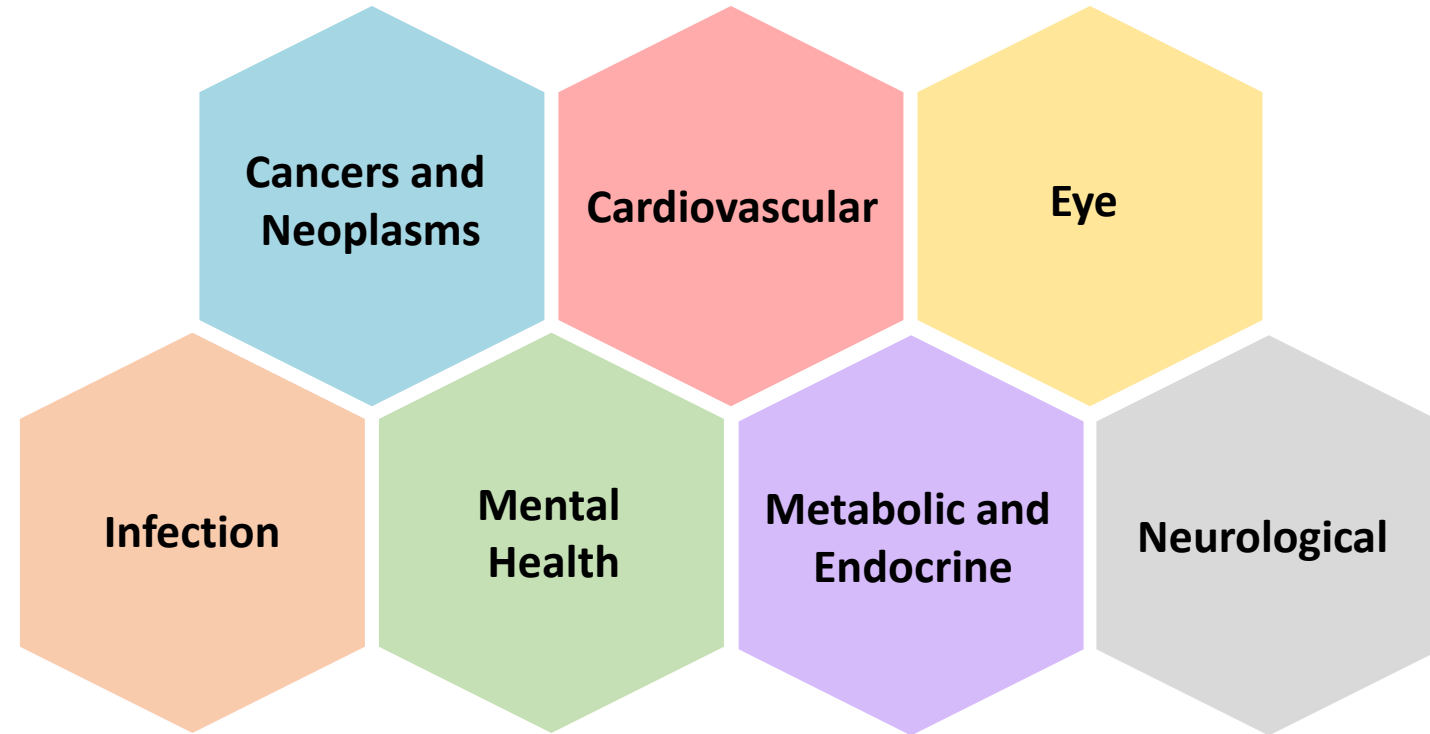 Cancers and
Neoplasms
Cardiovascular
Eye
Infection
Mental
Health
Metabolic and
Endocrine
Neurological